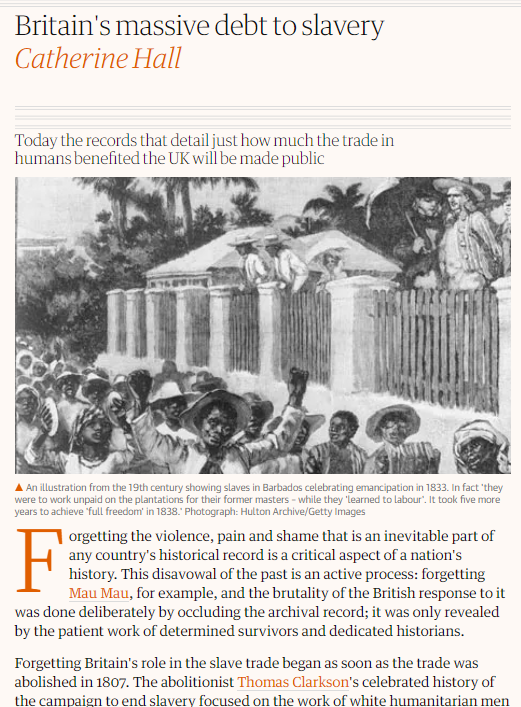 Britain's massive debt to slavery
Catherine Hall
Today the records that detail just how much the trade in
humans benefited the UK will be made public
▲ An illustration from the 19th century showing slaves in Barbados celebrating emancipation in 1833. In fact 'they
were to work unpaid on the plantations for their former masters – while they 'learned to labour'. It took five more
years to achieve 'full freedom' in 1838.' Photograph: Hulton Archive/Getty Images
Forgetting the violence, pain and shame that is an inevitable part of
any country's historical record is a critical aspect of a nation's
history. This disavowal of the past is an active process: forgetting
Mau Mau, for example, and the brutality of the British response to it
was done deliberately by occluding the archival record; it was only revealed
by the patient work of determined survivors and dedicated historians.
Forgetting Britain's role in the slave trade began as soon as the trade was
abolished in 1807. The abolitionist Thomas Clarkson's celebrated history of
the campaign to end slavery focused on the work of white humanitarian men